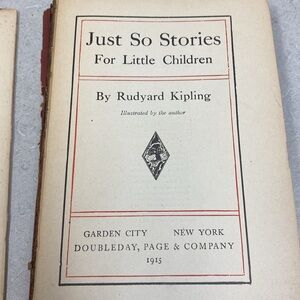 Just So Stories
For Little Children
By Rudyard Kipling
Illustrated by the author
GARDEN CITY NEW YORK
DOUBLEDAY, PAGE & COMPANY
1915